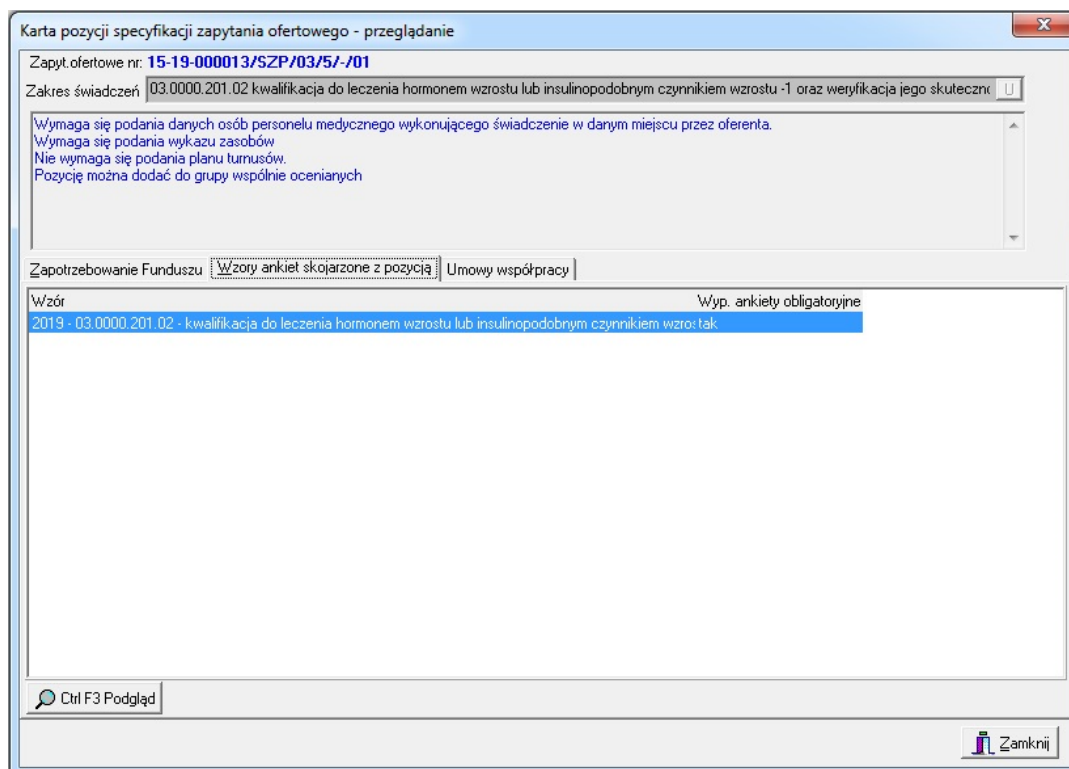 Karta pozycji specyfikacji zapytania ofertowego - przeglądanie
Zapyt.ofertowe nr: 15-19-000013/SZP/03/5/-/01
Zakres świadczeń 03.0000.201.02 kwalifikacja do leczenia hormonem wzrostu lub insulinopodobnym czynnikiem wzrostu -1 oraz weryfikacja jego skuteczno U
Wymaga się podania danych osób personelu medycznego wykonującego świadczenie w danym miejscu przez oferenta.
Wymaga się podania wykazu zasobów
Nie wymaga się podania planu turnusów.
Pozycję można dodać do grupy wspólnie ocenianych
Zapotrzebowanie Funduszu Wzory ankiet skojarzone z pozycją Umowy współpracy
Wzór Wyp. ankiety obligatoryjne
2019 - 03.0000.201.02 - kwalifikacja do leczenia hormonem wzrostu lub insulinopodobnym czynnikiem wzros tak
Ctrl F3 Podgląd
Zamknij